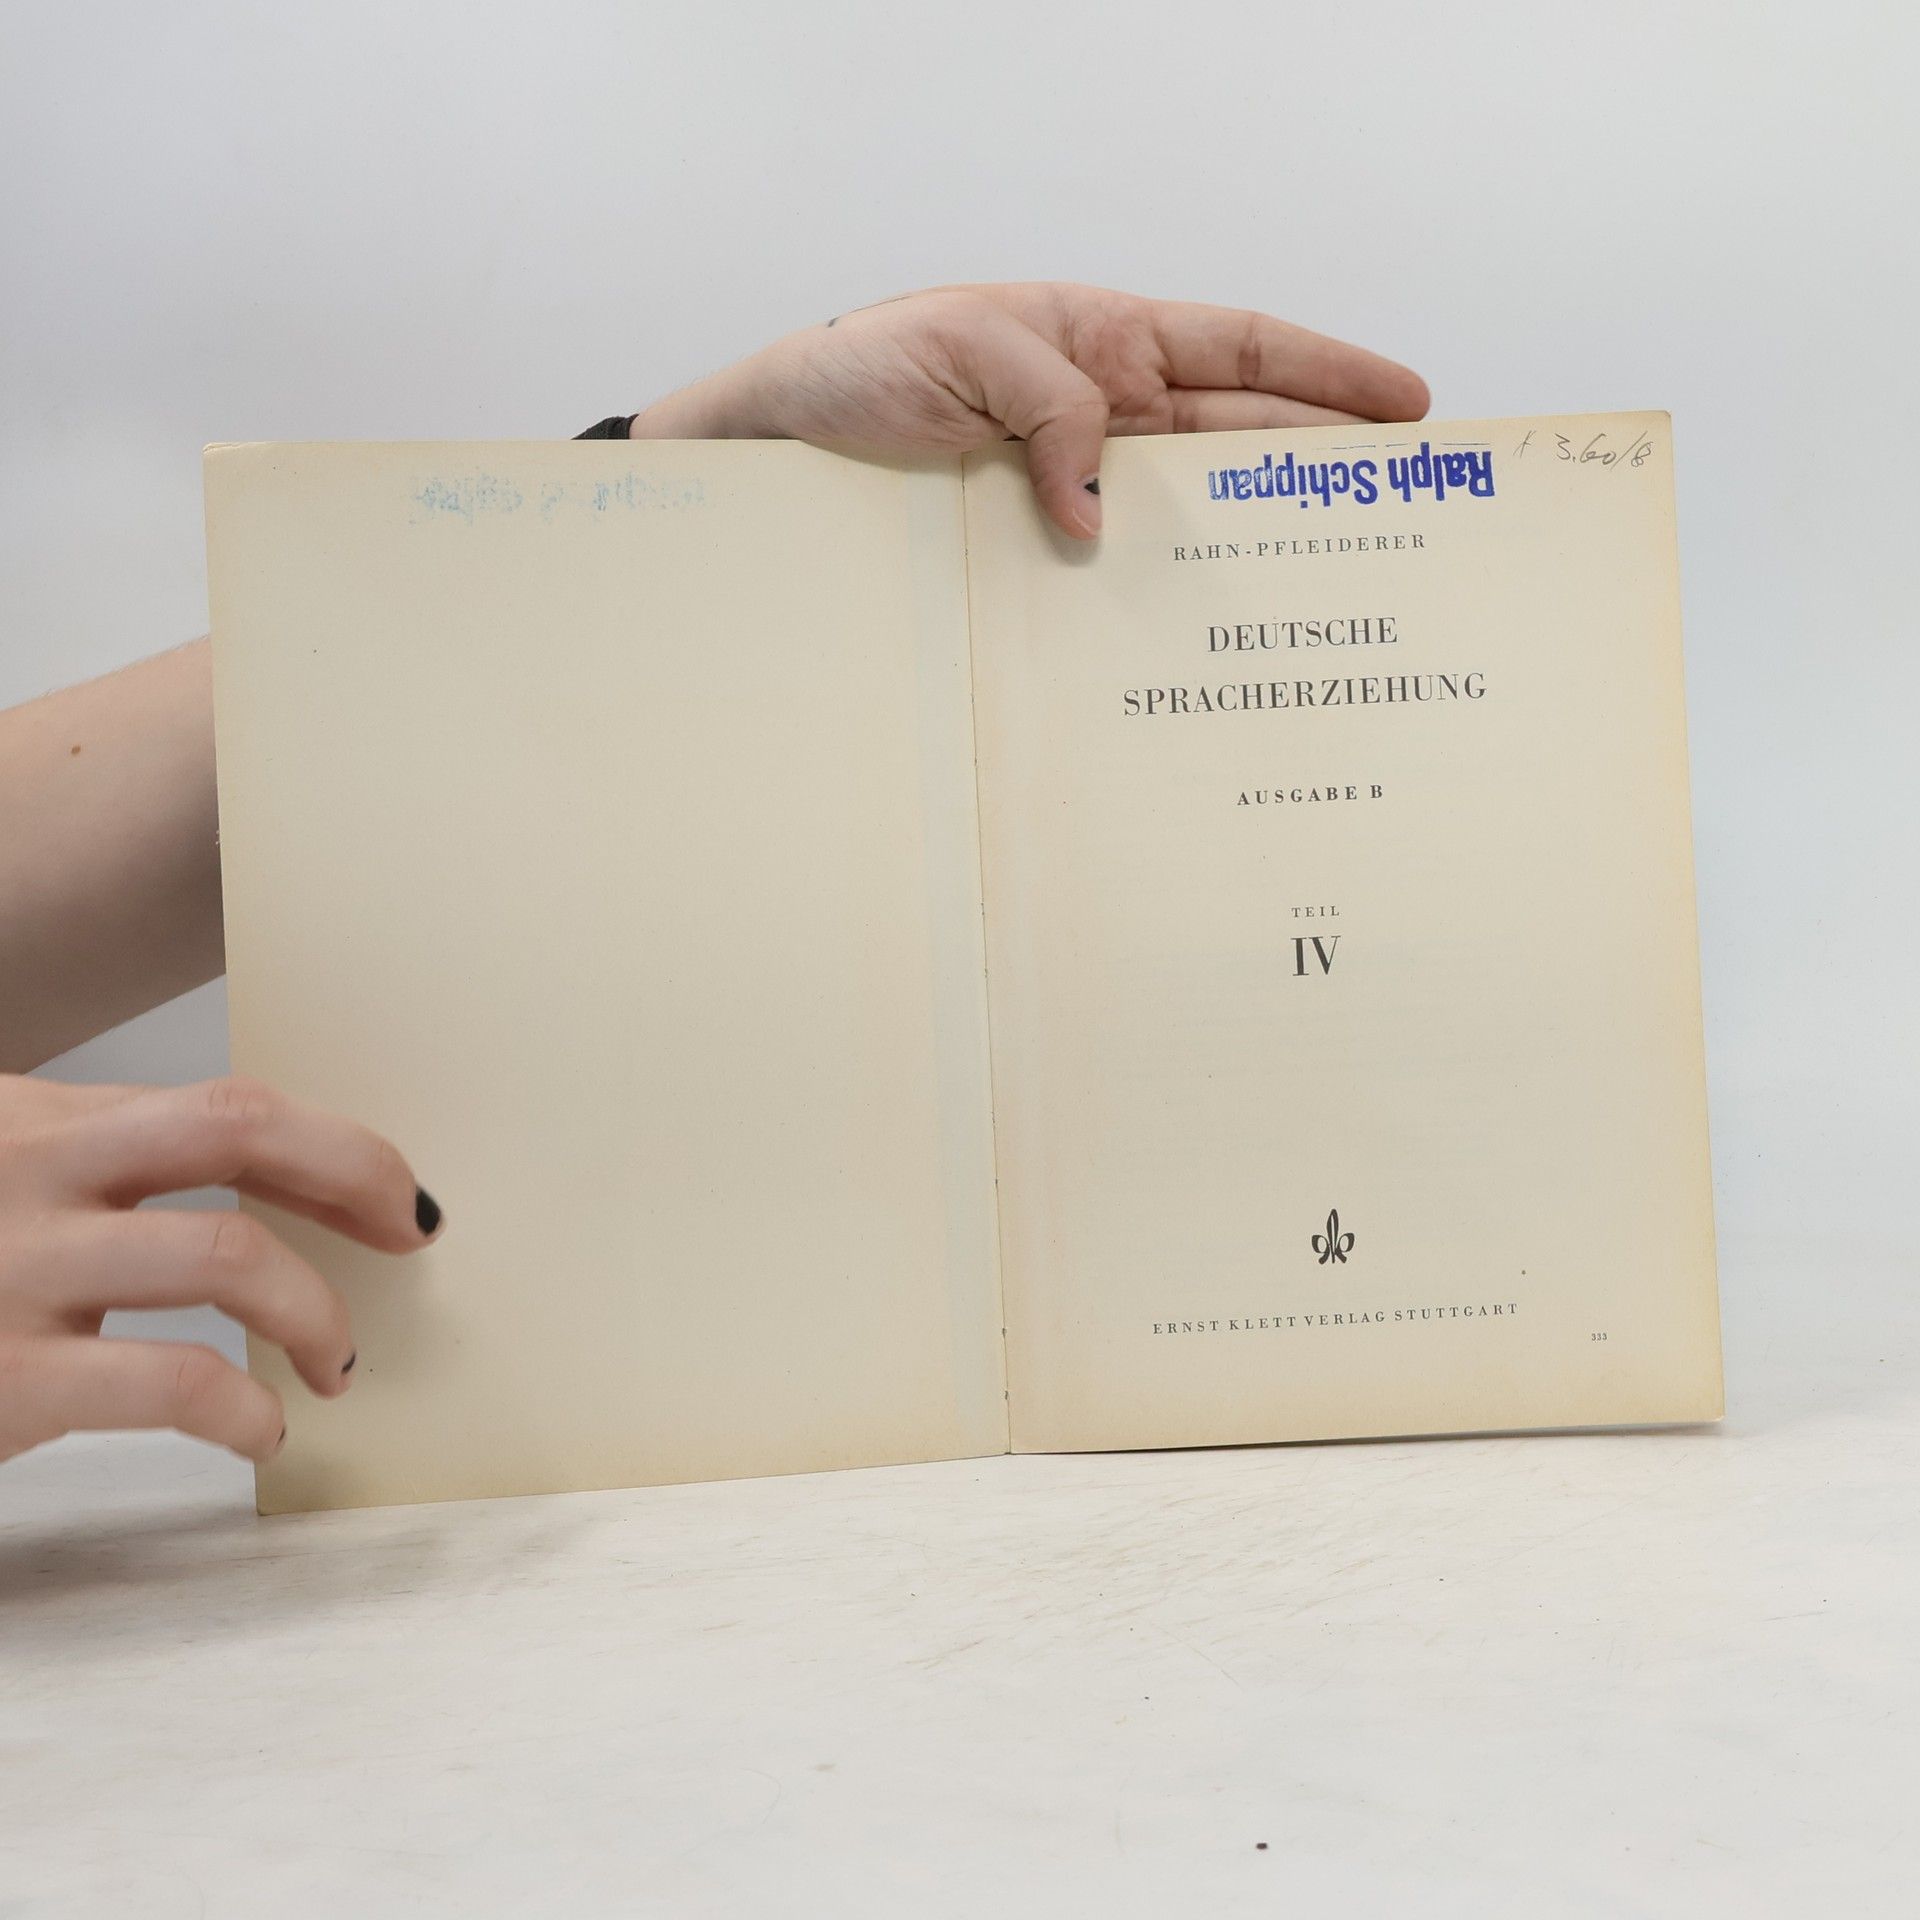 Ralph Schippan
3.60/8
RAHN-PFLEIDERER
DEUTSCHE
SPRACHERZIEHUNG
AUSGABE B
TEIL
IV
ERNST KLETT VERLAG STUTTGART
333